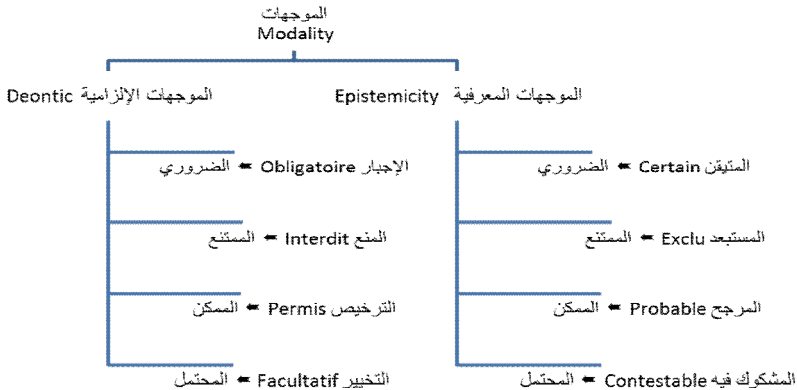 الموجهات
Modality
الموجهات المعرفية Epistemicity
الموجهات الإلزامية Deontic
المتيقن Certain ⬅ الضروري
المستبعد Exclu ⬅ الممتنع
المرجح Probable ⬅ الممكن
المشكوك فيه Contestable ⬅ المحتمل
الإجبار Obligatoire ⬅ الضروري
المنع Interdit ⬅ الممتنع
الترخيص Permis ⬅ الممكن
التخيير Facultatif ⬅ المحتمل